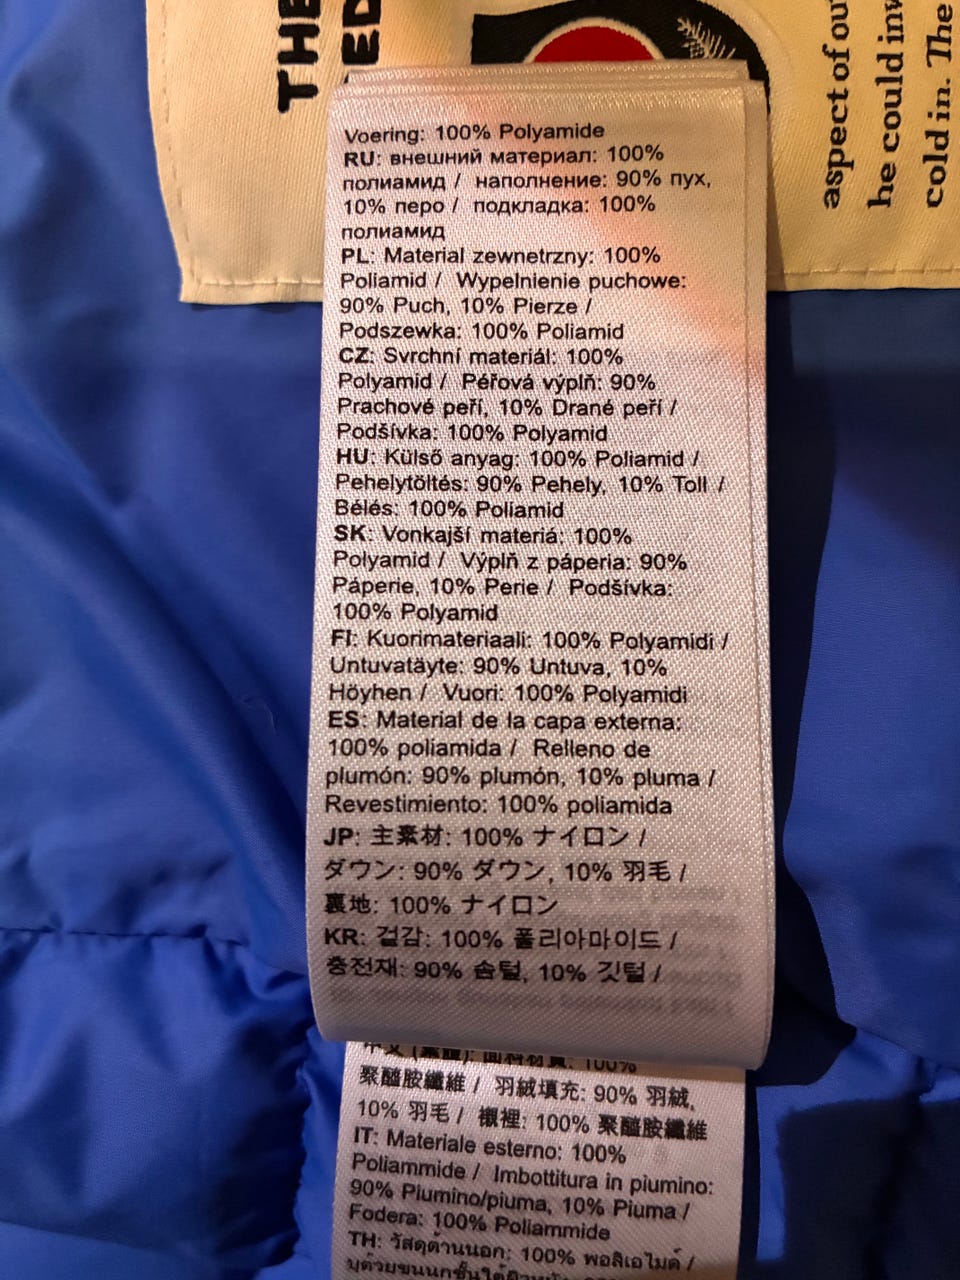 THE
ED
aspect of ou
he could inw
cold in. The
Voering: 100% Polyamide
RU: внешний материал: 100%
полиамид / наполнение: 90% пух,
10% перо / подкладка: 100%
полиамид
PL: Material zewnetrzny: 100%
Poliamid / Wypelnienie puchowe:
90% Puch, 10% Pierze /
Podszewka: 100% Poliamid
CZ: Svrchní materiál: 100%
Polyamid / Péřová výplň: 90%
Prachové peří, 10% Drané peří /
Podšívka: 100% Polyamid
HU: Külső anyag: 100% Poliamid /
Pehelytöltés: 90% Pehely, 10% Toll /
Bélés: 100% Poliamid
SK: Vonkajší materiá: 100%
Polyamid / Výplň z páperia: 90%
Páperie, 10% Perie / Podšívka:
100% Polyamid
FI: Kuorimateriaali: 100% Polyamidi /
Untuvatäyte: 90% Untuva, 10%
Höyhen / Vuori: 100% Polyamidi
ES: Material de la capa externa:
100% poliamida / Relleno de
plumón: 90% plumón, 10% pluma /
Revestimiento: 100% poliamida
JP: 主素材: 100% ナイロン /
ダウン: 90% ダウン, 10% 羽毛 /
裏地: 100% ナイロン
KR: 겉감: 100% 폴리아마이드 /
충전재: 90% 솜털, 10% 깃털 /
中文 (繁體): 面料材質: 100%
聚醯胺纖維 / 羽絨填充: 90% 羽絨,
10% 羽毛 / 襯裡: 100% 聚醯胺纖維
IT: Materiale esterno: 100%
Poliammide / Imbottitura in piumino:
90% Piumino/piuma, 10% Piuma /
Fodera: 100% Poliammide
TH: วัสดุด้านนอก: 100% พอลิเอไมด์ /